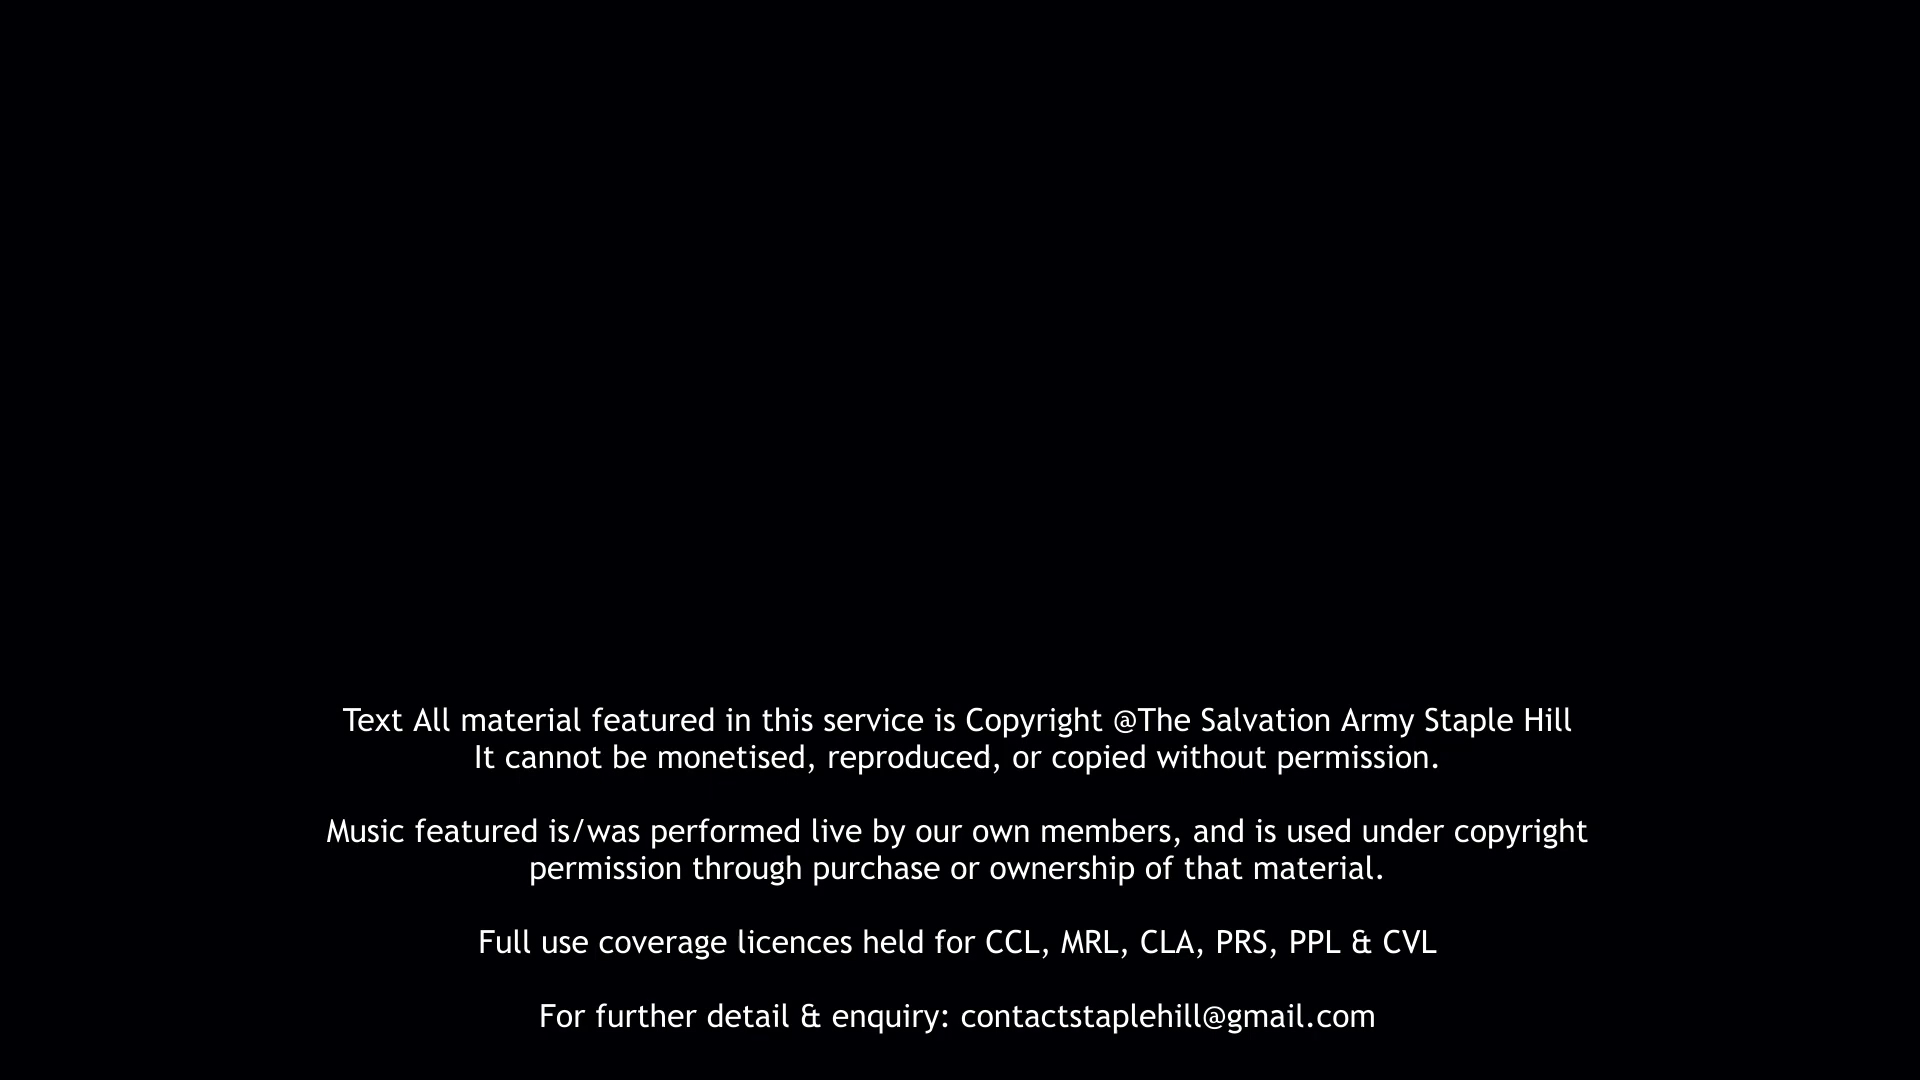 Text All material featured in this service is Copyright @The Salvation Army Staple Hill
It cannot be monetised, reproduced, or copied without permission.
Music featured is/was performed live by our own members, and is used under copyright
permission through purchase or ownership of that material.
Full use coverage licences held for CCL, MRL, CLA, PRS, PPL & CVL
For further detail & enquiry: contactstaplehill@gmail.com